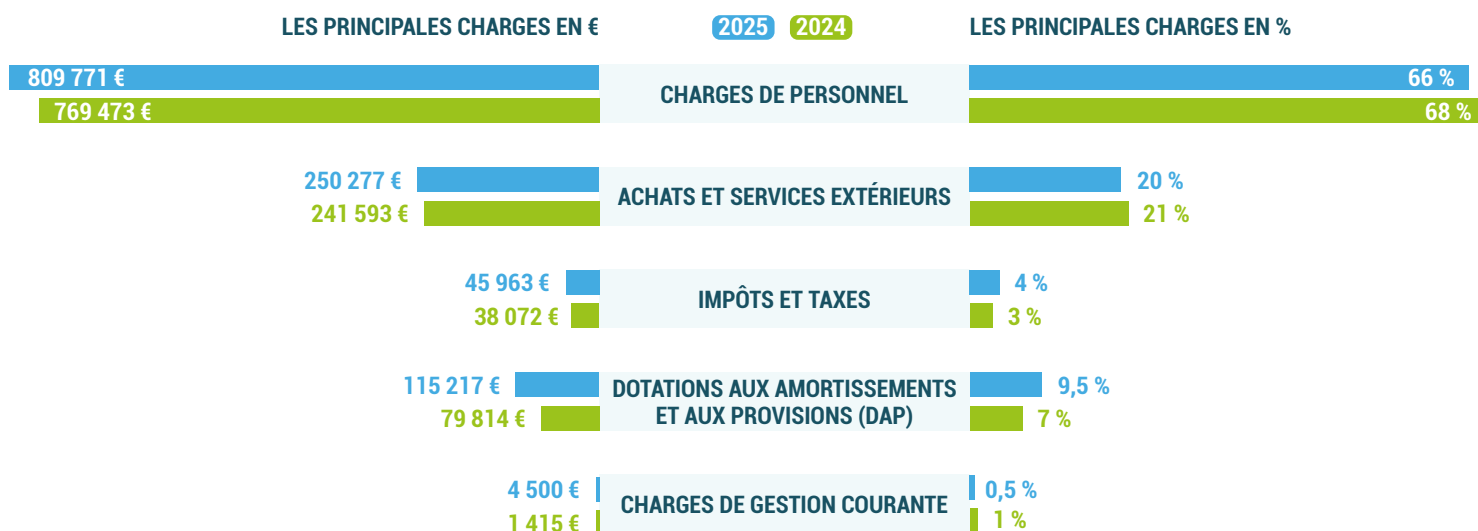 LES PRINCIPALES CHARGES EN €
2025 2024
LES PRINCIPALES CHARGES EN %
809 771 €
769 473 €
CHARGES DE PERSONNEL
66 %
68 %
250 277 €
241 593 €
ACHATS ET SERVICES EXTÉRIEURS
20 %
21 %
45 963 €
38 072 €
IMPÔTS ET TAXES
4 %
3 %
115 217 €
79 814 €
DOTATIONS AUX AMORTISSEMENTS
ET AUX PROVISIONS (DAP)
9,5 %
7 %
4 500 €
1 415 €
CHARGES DE GESTION COURANTE
0,5 %
1 %